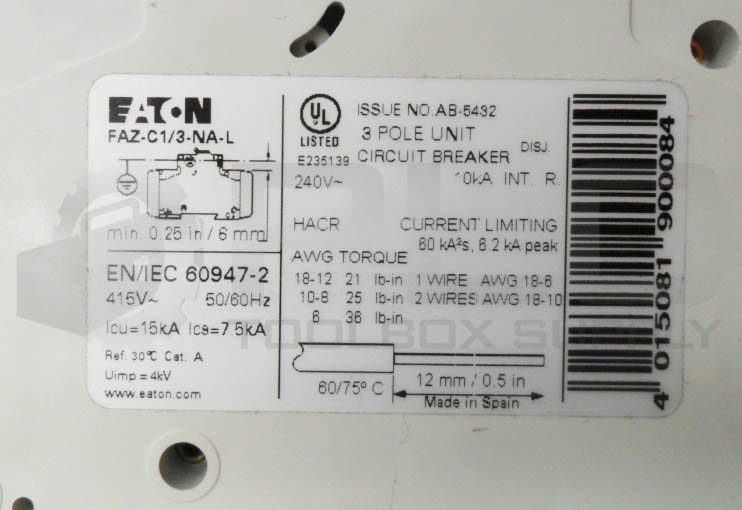 EATON
FAZ-C1/3-NA-L
min. 0.25 in / 6 mm
EN/IEC 60947-2
415V~ 50/60Hz
Icu=15kA Ics=7.5kA
Ref. 30°C Cat. A
Uimp = 4kV
www.eaton.com
UL
LISTED
E235139
240V~
ISSUE NO. AB-5432
3 POLE UNIT
CIRCUIT BREAKER DISJ.
10kA INT. R.
HACR CURRENT LIMITING
60 kA²s, 6.2 kA peak
AWG TORQUE
18-12 21 lb-in 1 WIRE AWG 18-6
10-8 25 lb-in 2 WIRES AWG 18-10
6 36 lb-in
60/75° C 12 mm / 0.5 in
Made in Spain
4 015081 900084
TOOLBOX SUPPLY